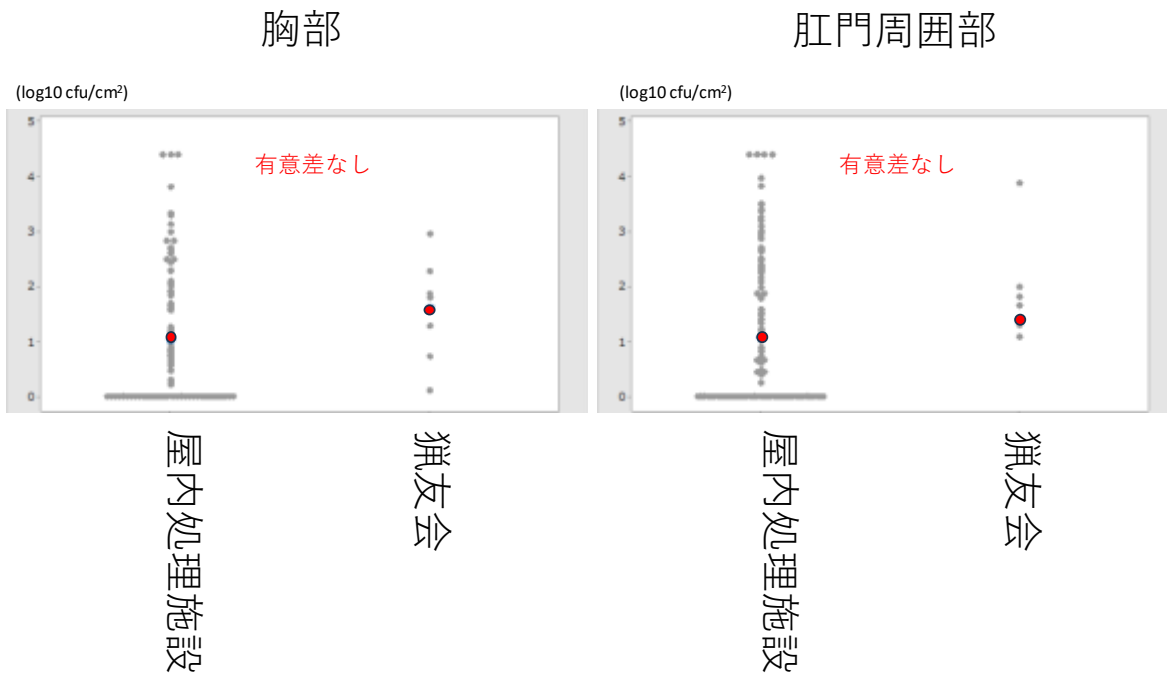 胸部
(log10 cfu/cm²)
5
4
3
2
1
0
有意差なし
屋内処理施設
猟友会
肛門周囲部
(log10 cfu/cm²)
5
4
3
2
1
0
有意差なし
屋内処理施設
猟友会